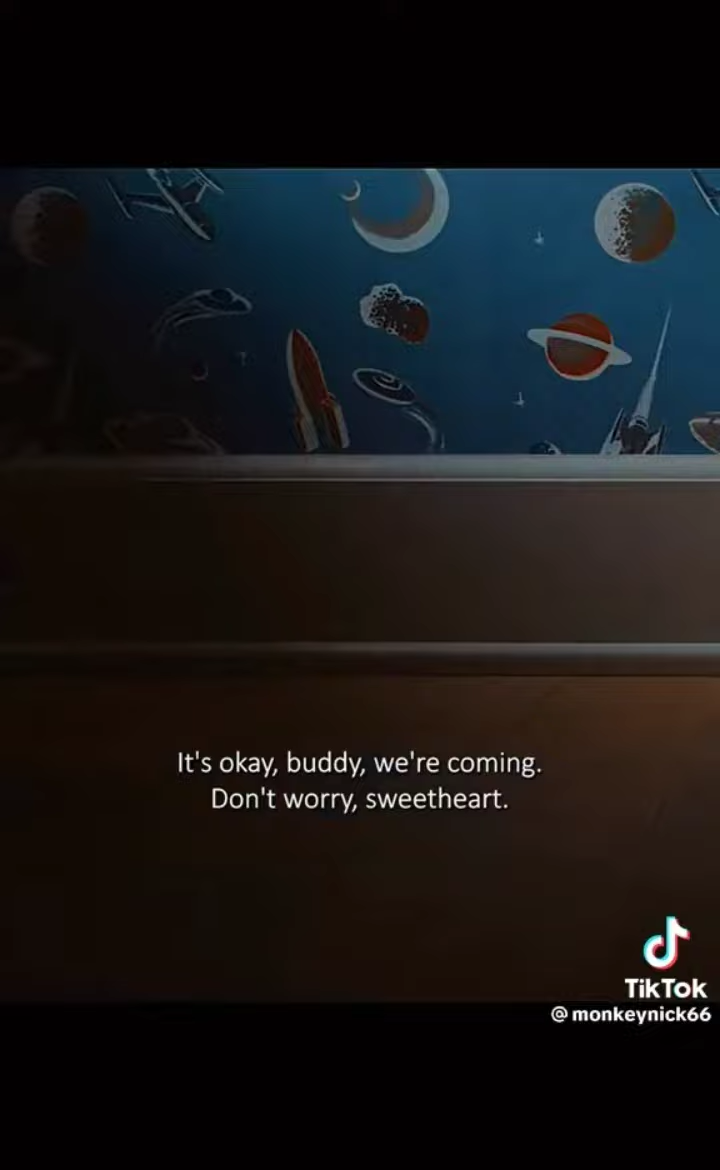 It's okay, buddy, we're coming.
Don't worry, sweetheart.
TikTok
@monkeynick66